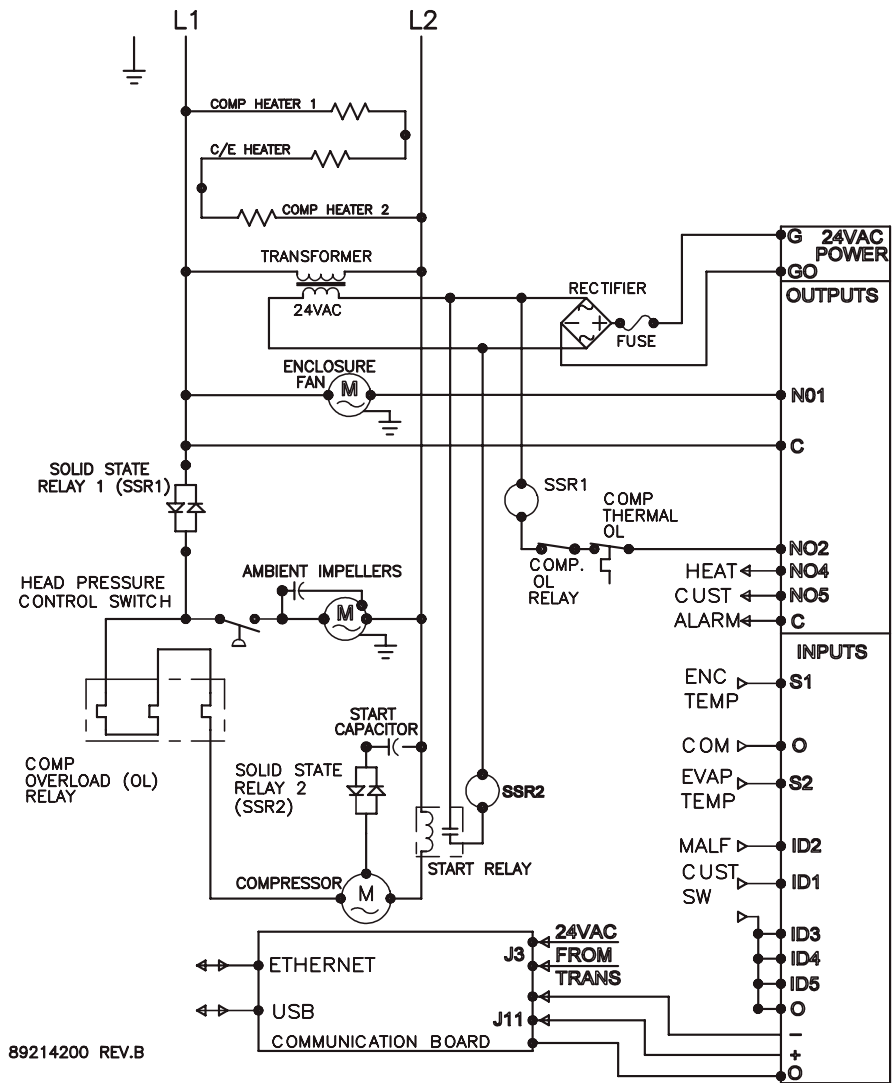 L1
L2
COMP HEATER 1
C/E HEATER
COMP HEATER 2
TRANSFORMER
24VAC
RECTIFIER
FUSE
G
24VAC
POWER
GO
OUTPUTS
ENCLOSURE
FAN
M
N01
C
SOLID STATE
RELAY 1 (SSR1)
SSR1
COMP
THERMAL
OL
COMP.
OL
RELAY
NO2
HEAT
NO4
CUST
NO5
ALARM
C
HEAD PRESSURE
CONTROL SWITCH
AMBIENT IMPELLERS
M
INPUTS
ENC
TEMP
S1
COM
O
EVAP
TEMP
S2
MALF
ID2
CUST
SW
ID1
ID3
ID4
ID5
O
−
+
O
COMP
OVERLOAD (OL)
RELAY
START
CAPACITOR
SOLID STATE
RELAY 2
(SSR2)
SSR2
START RELAY
COMPRESSOR
M
J3
24VAC
FROM
TRANS
ETHERNET
USB
J11
COMMUNICATION BOARD
89214200 REV.B